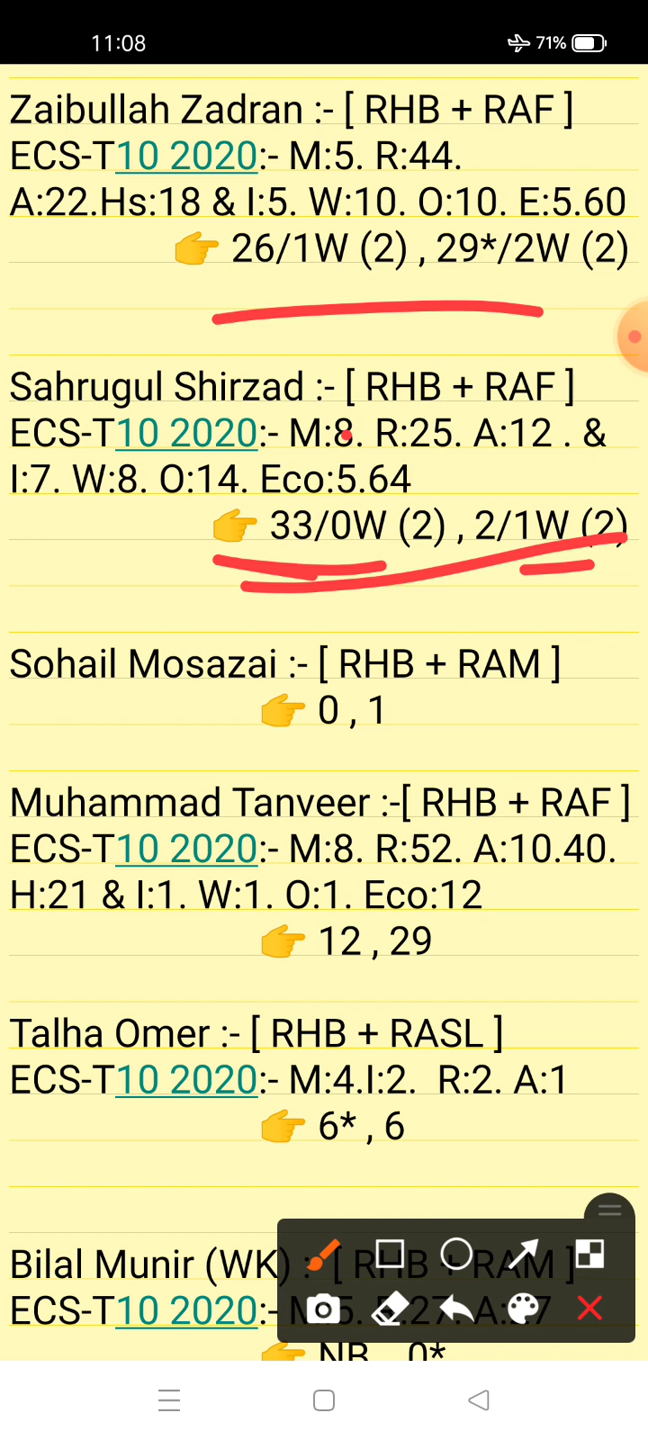 11:08 71%
Zaibullah Zadran :- [ RHB + RAF ]
ECS-T10 2020:- M:5. R:44.
A:22.Hs:18 & I:5. W:10. O:10. E:5.60
👉 26/1W (2) , 29*/2W (2)
Sahrugul Shirzad :- [ RHB + RAF ]
ECS-T10 2020:- M:8. R:25. A:12 . &
I:7. W:8. O:14. Eco:5.64
👉 33/0W (2) , 2/1W (2)
Sohail Mosazai :- [ RHB + RAM ]
👉 0 , 1
Muhammad Tanveer :-[ RHB + RAF ]
ECS-T10 2020:- M:8. R:52. A:10.40.
H:21 & I:1. W:1. O:1. Eco:12
👉 12 , 29
Talha Omer :- [ RHB + RASL ]
ECS-T10 2020:- M:4.I:2. R:2. A:1
👉 6* , 6
Bilal Munir (WK) :- [ RHB + RAM ]
ECS-T10 2020:-
👉 NB , 0*